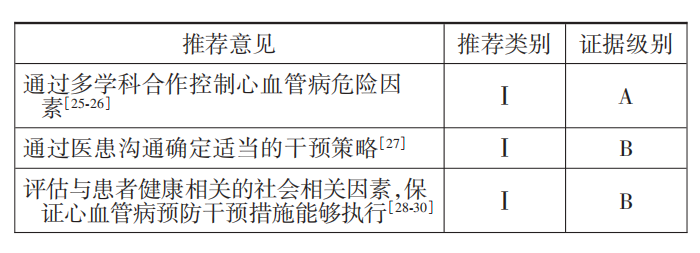 推荐意见 推荐类别 证据级别
通过多学科合作控制心血管病危险因
素[25-26] Ⅰ A
通过医患沟通确定适当的干预策略[27] Ⅰ B
评估与患者健康相关的社会相关因素,保
证心血管病预防干预措施能够执行[28-30] Ⅰ B